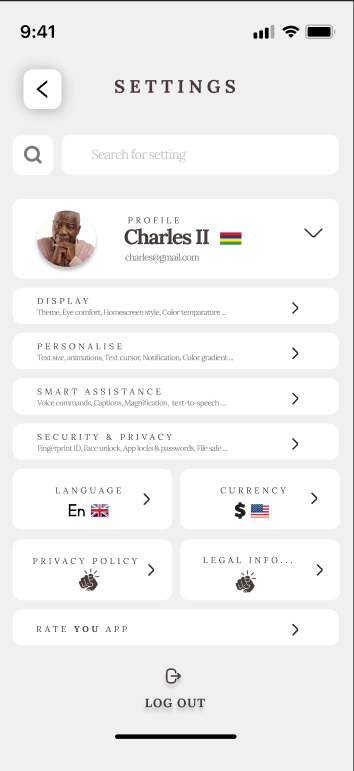 9:41
SETTINGS
Search for setting
PROFILE
Charles II
charles@gmail.com
DISPLAY
Theme, Eye comfort, Homescreen style, Color temparature ...
PERSONALISE
Text size, animations, Text cursor, Notification, Color gradient ...
SMART ASSISTANCE
Voice commands, Captions, Magnification, text-to-speech ...
SECURITY & PRIVACY
Fingerprint ID, Face unlock, App locks & passwords, File safe ...
LANGUAGE
En
CURRENCY
$
PRIVACY POLICY
LEGAL INFO...
RATE YOU APP
LOG OUT